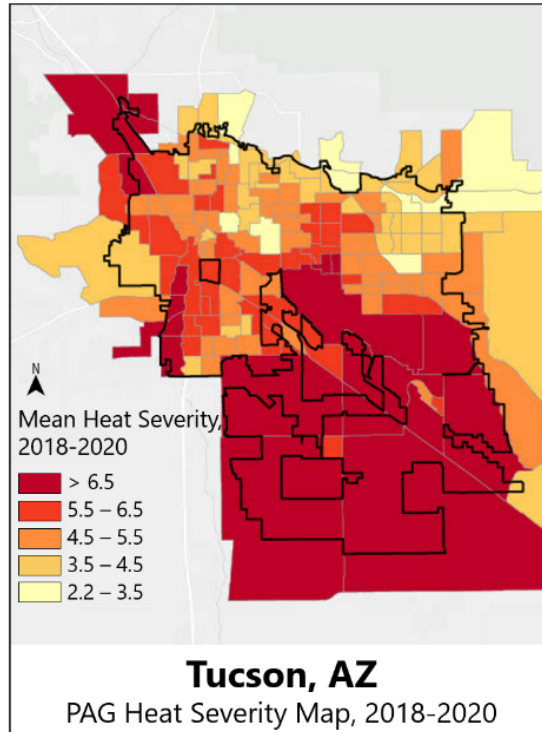 N
Mean Heat Severity,
2018-2020
> 6.5
5.5 – 6.5
4.5 – 5.5
3.5 – 4.5
2.2 – 3.5
Tucson, AZ
PAG Heat Severity Map, 2018-2020